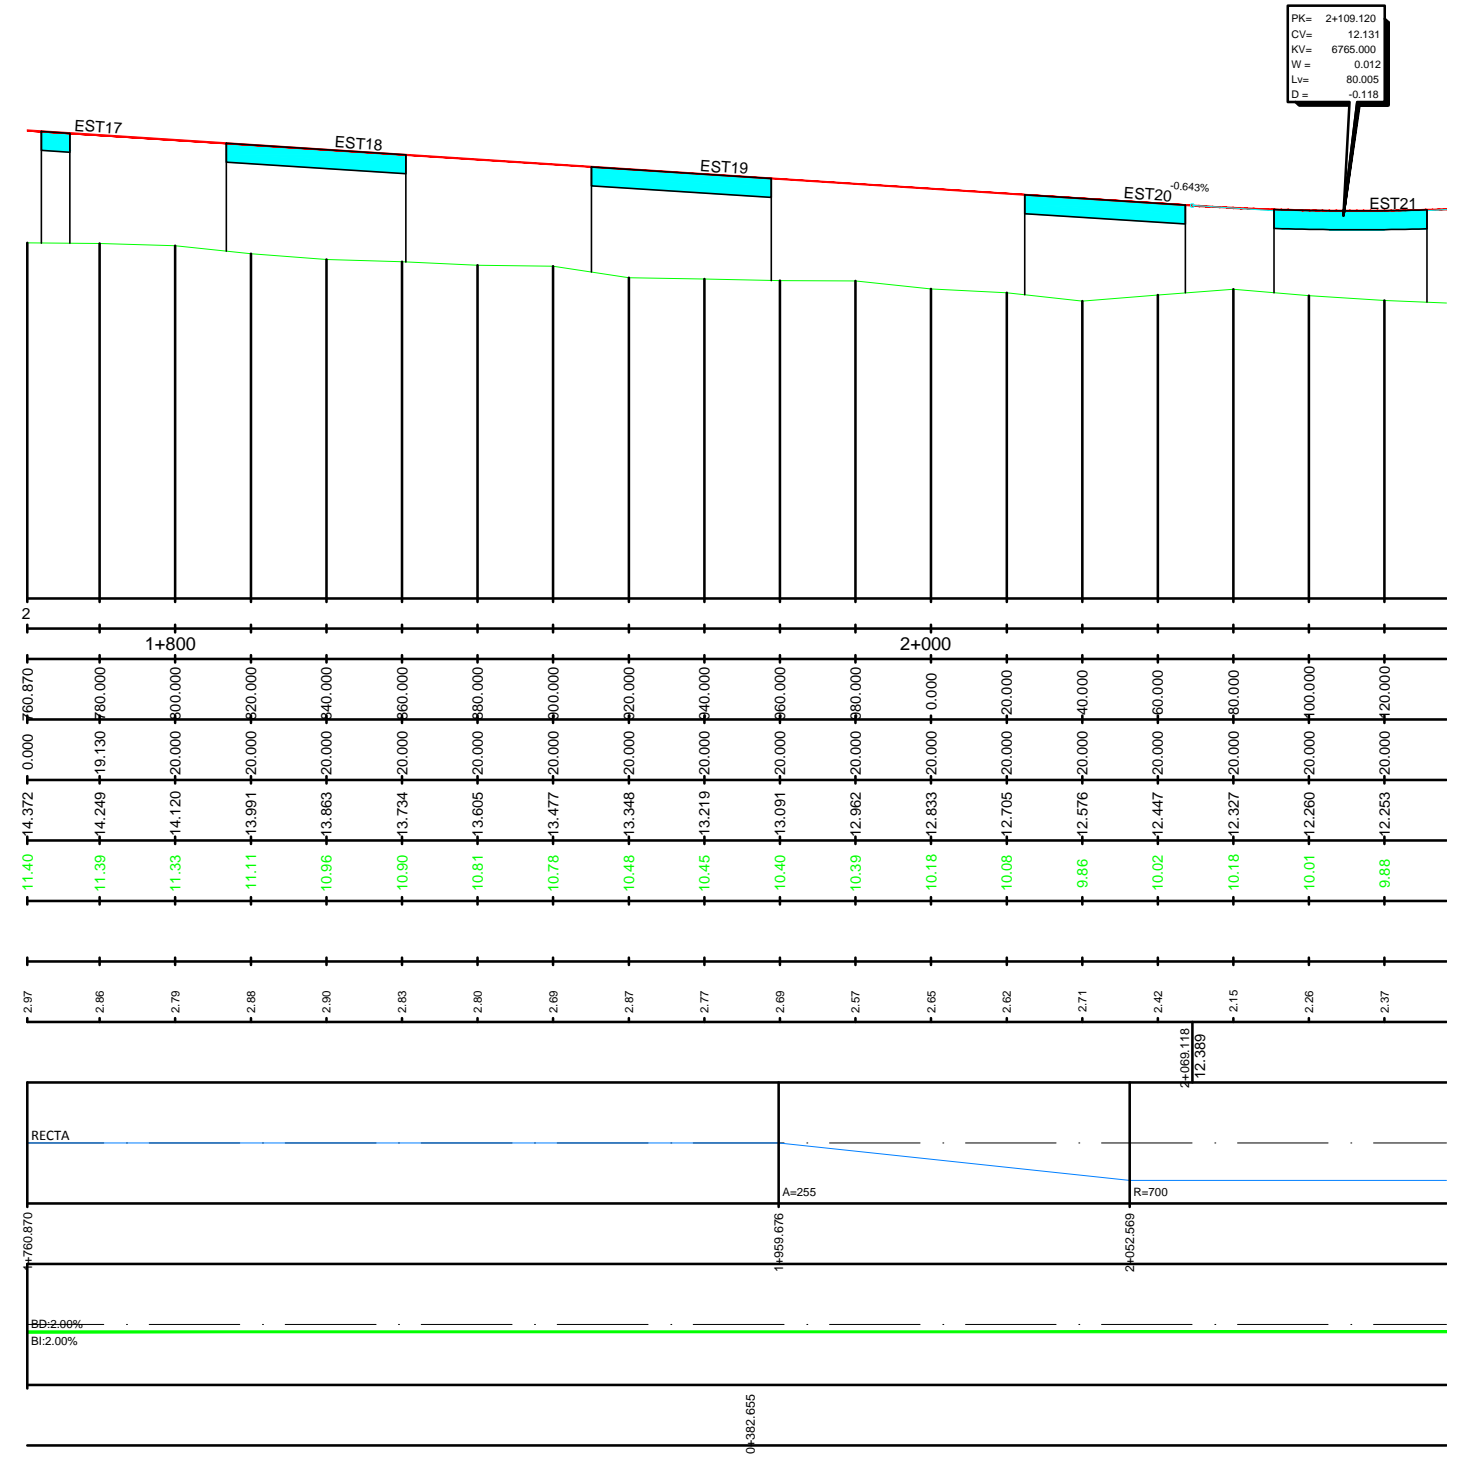 PK= 2+109.120
CV= 12.131
KV= 6765.000
W = 0.012
Lv= 80.005
D = -0.118
EST17
EST18
EST19
EST20
-0.643%
EST21
2
1+800 2+000
760.870 780.000 800.000 820.000 840.000 860.000 880.000 900.000 920.000 940.000 960.000 980.000 0.000 20.000 40.000 60.000 80.000 100.000 120.000
0.000 19.130 20.000 20.000 20.000 20.000 20.000 20.000 20.000 20.000 20.000 20.000 20.000 20.000 20.000 20.000 20.000 20.000 20.000
14.372 14.249 14.120 13.991 13.863 13.734 13.605 13.477 13.348 13.219 13.091 12.962 12.833 12.705 12.576 12.447 12.327 12.260 12.253
11.40 11.39 11.33 11.11 10.96 10.90 10.81 10.78 10.48 10.45 10.40 10.39 10.18 10.08 9.86 10.02 10.18 10.01 9.88
2.97 2.86 2.79 2.88 2.90 2.83 2.80 2.69 2.87 2.77 2.69 2.57 2.65 2.62 2.71 2.42 2.15 2.26 2.37
2+069.118
12.389
RECTA
A=255
R=700
1+760.870 1+959.676 2+052.569
BD:2.00%
BI:2.00%
0+382.655